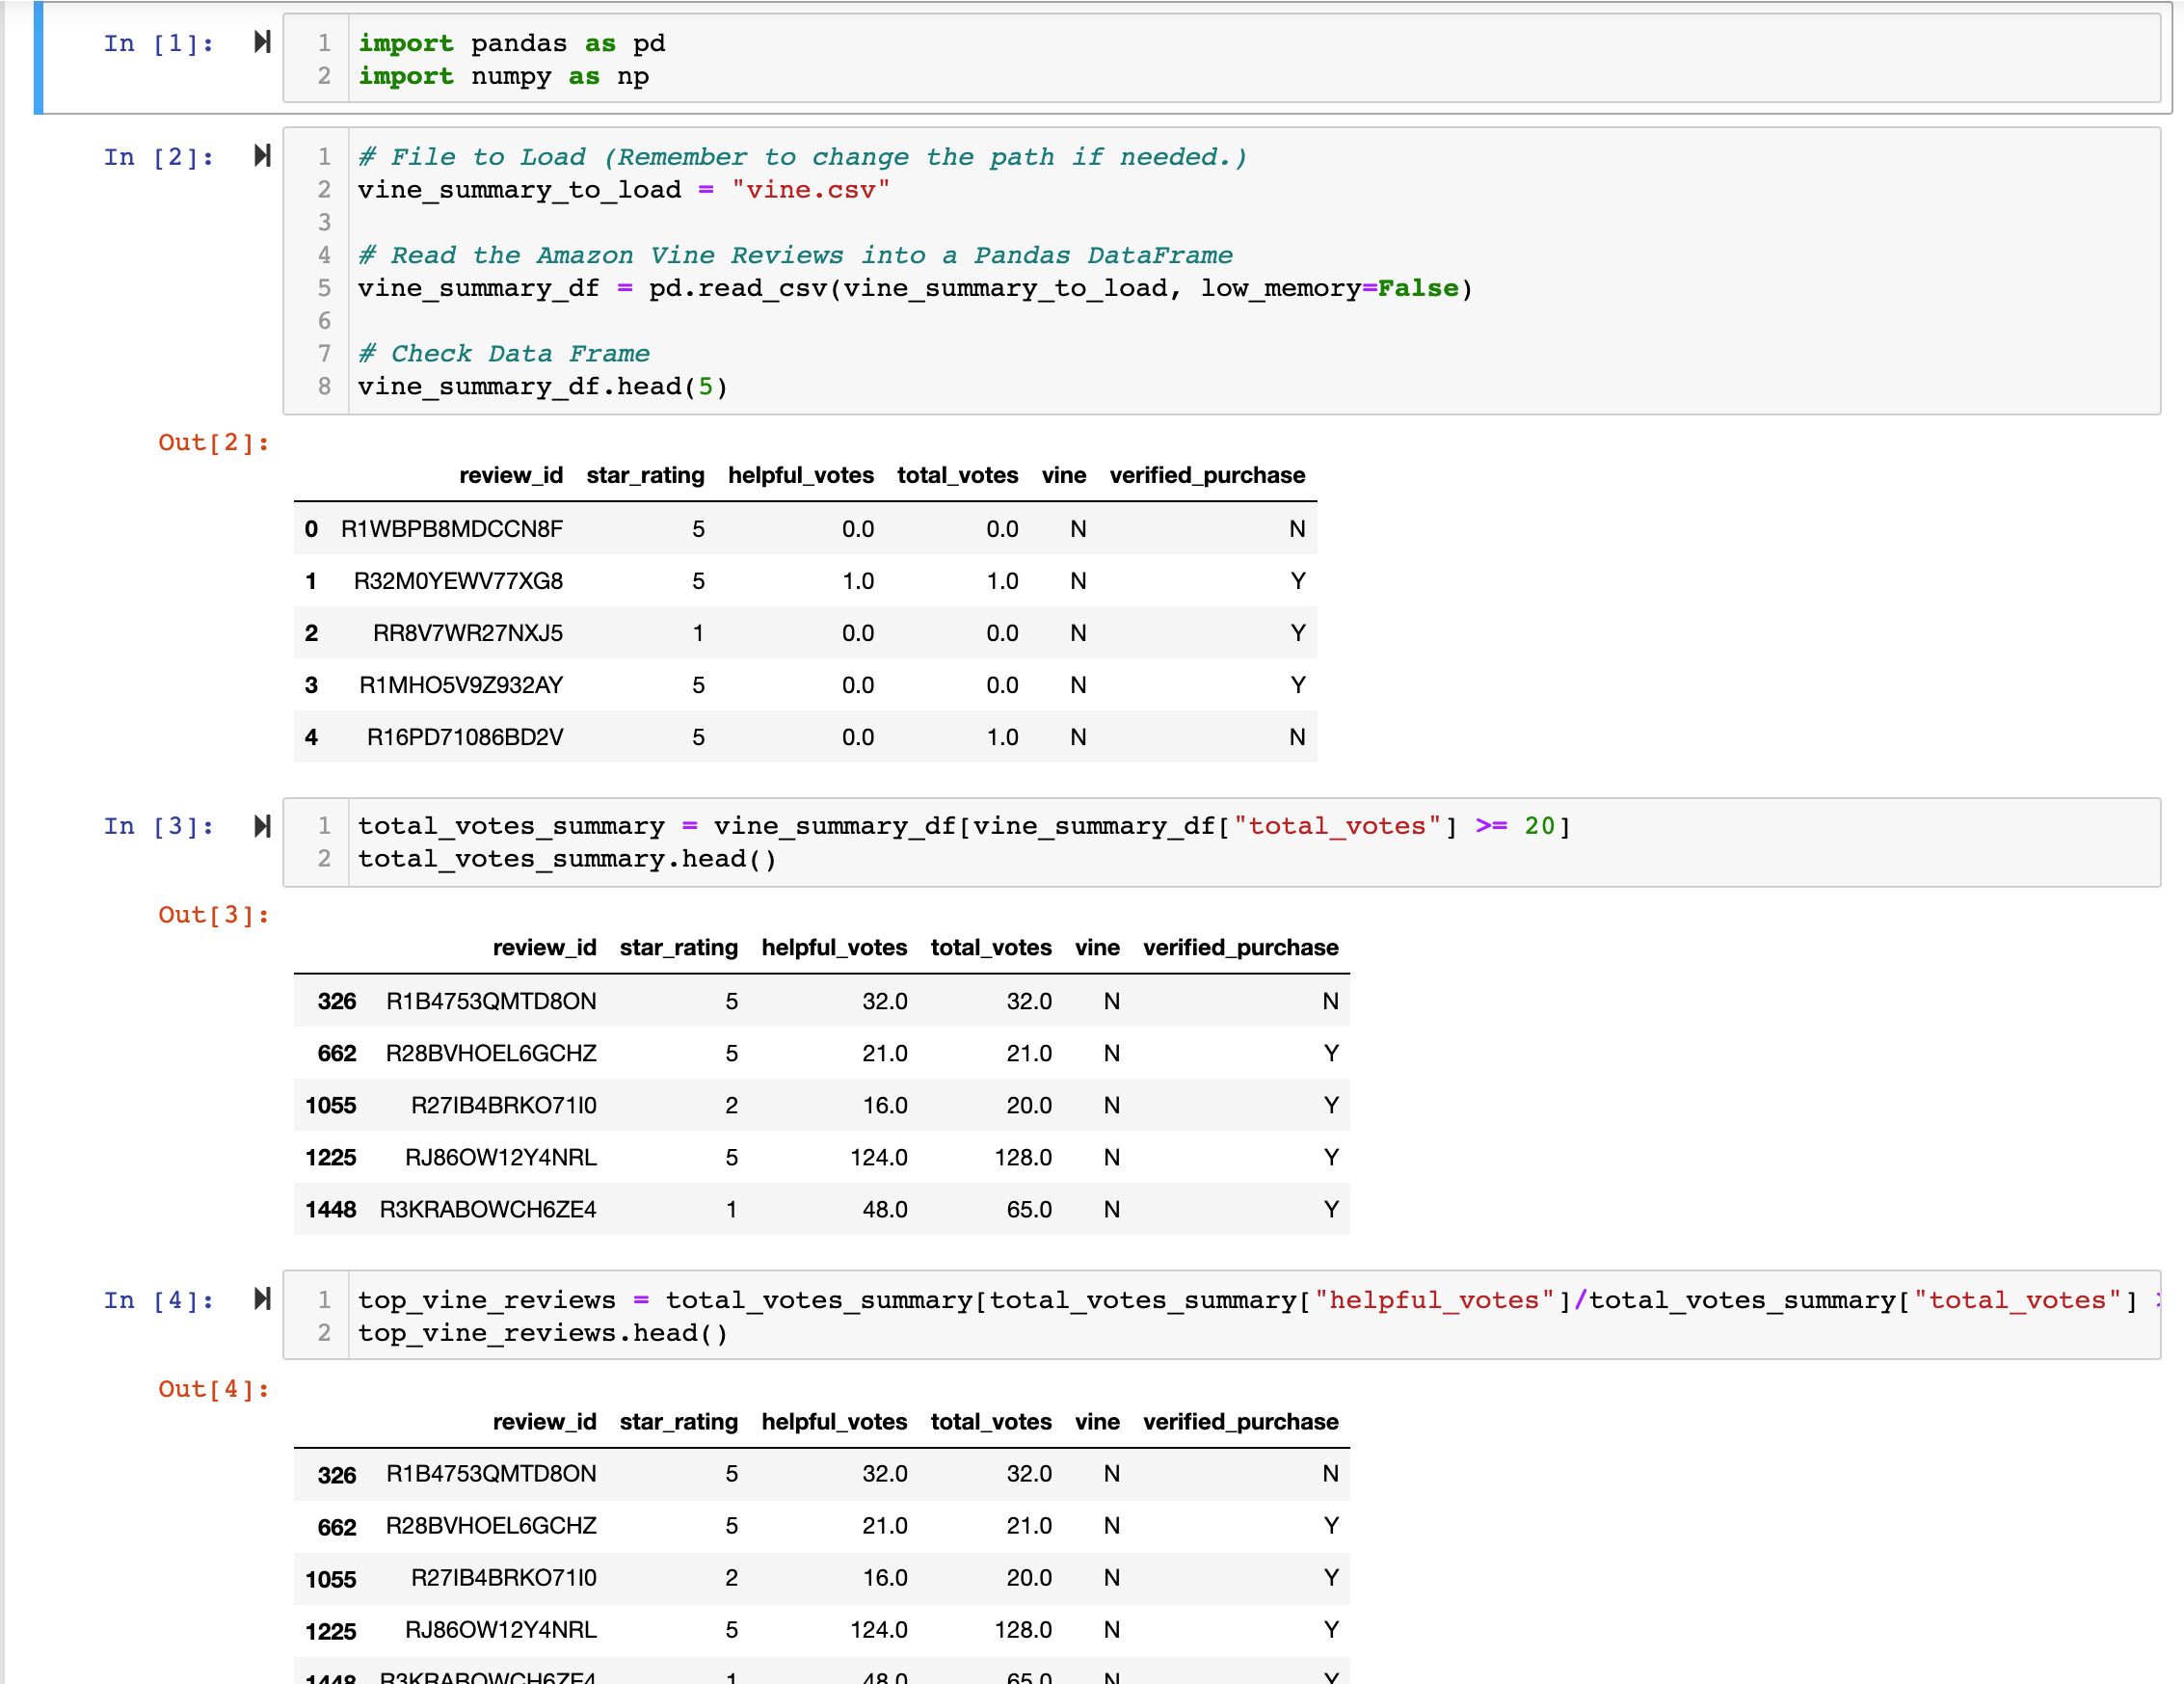 In [1]:
1 import pandas as pd
2 import numpy as np
In [2]:
1 # File to Load (Remember to change the path if needed.)
2 vine_summary_to_load = "vine.csv"
3
4 # Read the Amazon Vine Reviews into a Pandas DataFrame
5 vine_summary_df = pd.read_csv(vine_summary_to_load, low_memory=False)
6
7 # Check Data Frame
8 vine_summary_df.head(5)
Out[2]:
review_id star_rating helpful_votes total_votes vine verified_purchase
0 R1WBPB8MDCCN8F 5 0.0 0.0 N N
1 R32M0YEWV77XG8 5 1.0 1.0 N Y
2 RR8V7WR27NXJ5 1 0.0 0.0 N Y
3 R1MHO5V9Z932AY 5 0.0 0.0 N Y
4 R16PD71086BD2V 5 0.0 1.0 N N
In [3]:
1 total_votes_summary = vine_summary_df[vine_summary_df["total_votes"] >= 20]
2 total_votes_summary.head()
Out[3]:
review_id star_rating helpful_votes total_votes vine verified_purchase
326 R1B4753QMTD8ON 5 32.0 32.0 N N
662 R28BVHOEL6GCHZ 5 21.0 21.0 N Y
1055 R27IB4BRKO71I0 2 16.0 20.0 N Y
1225 RJ86OW12Y4NRL 5 124.0 128.0 N Y
1448 R3KRABOWCH6ZE4 1 48.0 65.0 N Y
In [4]:
1 top_vine_reviews = total_votes_summary[total_votes_summary["helpful_votes"]/total_votes_summary["total_votes"]
2 top_vine_reviews.head()
Out[4]:
review_id star_rating helpful_votes total_votes vine verified_purchase
326 R1B4753QMTD8ON 5 32.0 32.0 N N
662 R28BVHOEL6GCHZ 5 21.0 21.0 N Y
1055 R27IB4BRKO71I0 2 16.0 20.0 N Y
1225 RJ86OW12Y4NRL 5 124.0 128.0 N Y
1448 R3KRABOWCH6ZE4 1 48.0 65.0 N Y